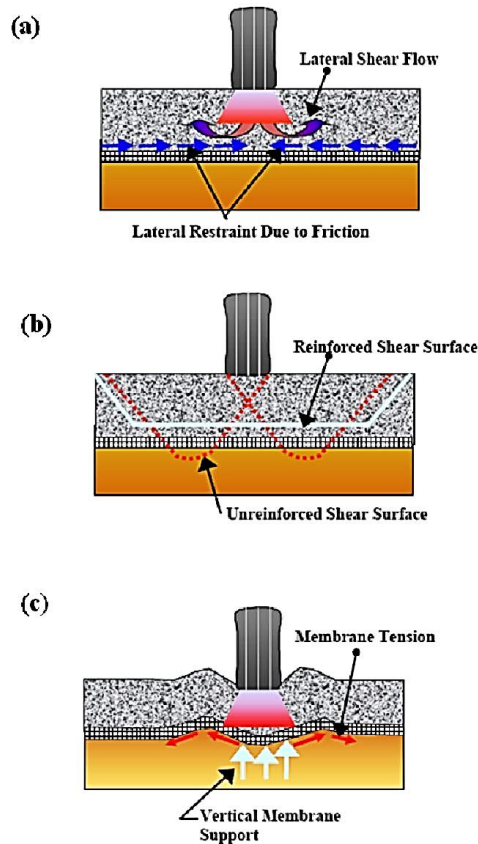 (a)
Lateral Shear Flow
Lateral Restraint Due to Friction
(b)
Reinforced Shear Surface
Unreinforced Shear Surface
(c)
Membrane Tension
Vertical Membrane
Support